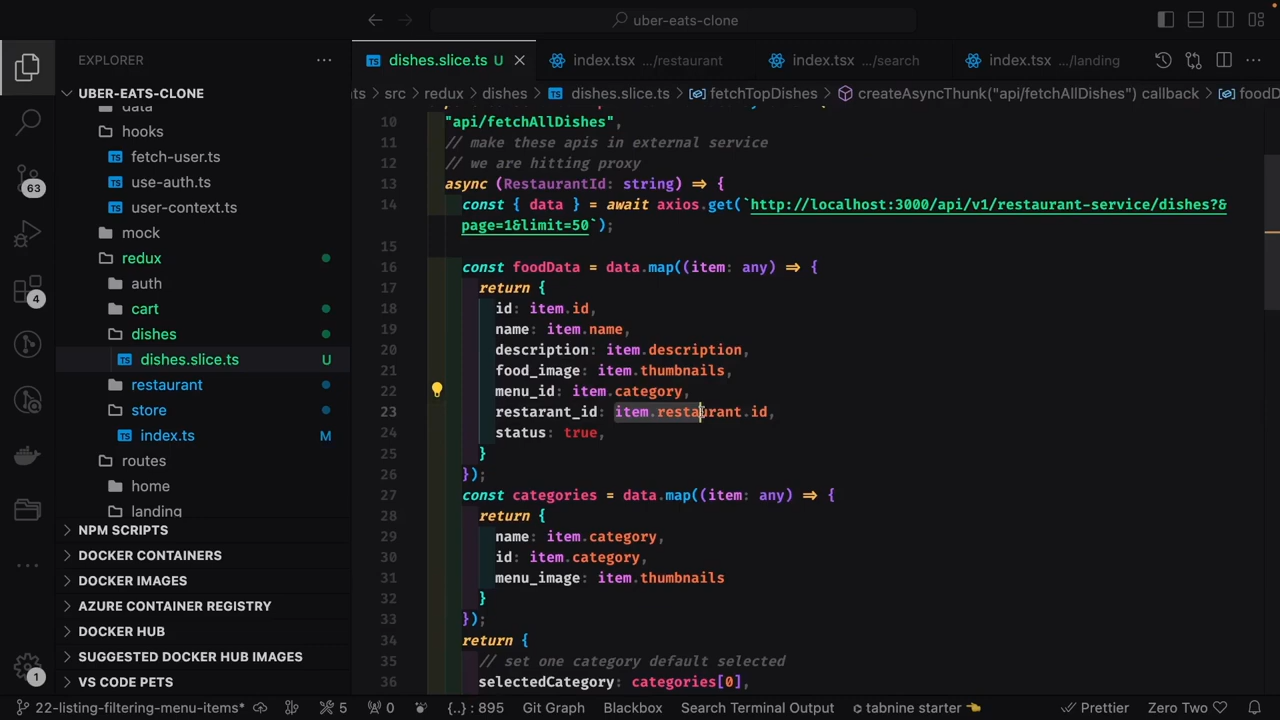 uber-eats-clone
EXPLORER
dishes.slice.ts U
index.tsx .../restaurant
index.tsx .../search
index.tsx .../landing
UBER-EATS-CLONE
ts > src > redux > dishes > dishes.slice.ts > fetchTopDishes > createAsyncThunk("api/fetchAllDishes") callback > foodD
data
hooks
fetch-user.ts
use-auth.ts
user-context.ts
mock
redux
auth
cart
dishes
dishes.slice.ts U
restaurant
store
index.ts M
routes
home
landing
NPM SCRIPTS
DOCKER CONTAINERS
DOCKER IMAGES
AZURE CONTAINER REGISTRY
DOCKER HUB
SUGGESTED DOCKER HUB IMAGES
VS CODE PETS
63
4
1
10 "api/fetchAllDishes",
11 // make these apis in external service
12 // we are hitting proxy
13 async (RestaurantId: string) => {
14 const { data } = await axios.get(`http://localhost:3000/api/v1/restaurant-service/dishes?&
page=1&limit=50`);
15
16 const foodData = data.map((item: any) => {
17 return {
18 id: item.id,
19 name: item.name,
20 description: item.description,
21 food_image: item.thumbnails,
22 menu_id: item.category,
23 restarant_id: item.restaurant.id,
24 status: true,
25 }
26 });
27 const categories = data.map((item: any) => {
28 return {
29 name: item.category,
30 id: item.category,
31 menu_image: item.thumbnails
32 }
33 });
34 return {
35 // set one category default selected
36 selectedCategory: categories[0],
22-listing-filtering-menu-items* 5 0 {..} : 895 Git Graph Blackbox Search Terminal Output tabnine starter Prettier Zero Two